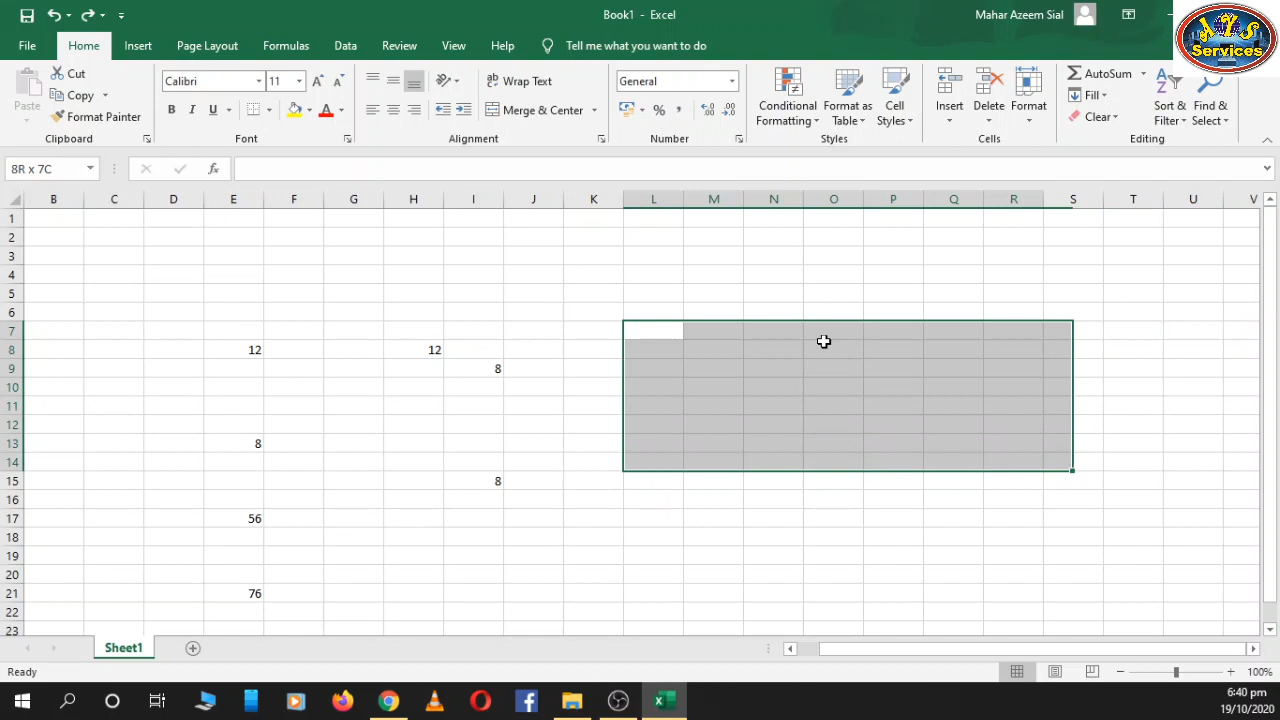 Book1 - Excel
Mahar Azeem Sial
AYS
Services
File Home Insert Page Layout Formulas Data Review View Help Tell me what you want to do
Paste
Cut
Copy
Format Painter
Clipboard
Calibri 11
B I U
Font
Wrap Text
Merge & Center
Alignment
General
%
Number
Conditional Formatting
Format as Table
Cell Styles
Styles
Insert
Delete
Format
Cells
AutoSum
Fill
Clear
Sort & Filter
Find & Select
Editing
8R x 7C fx
B C D E F G H I J K L M N O P Q R S T U V
1
2
3
4
5
6
7
8 12 12
9 8
10
11
12
13 8
14
15 8
16
17 56
18
19
20
21 76
22
23
Sheet1
Ready 100%
6:40 pm
19/10/2020